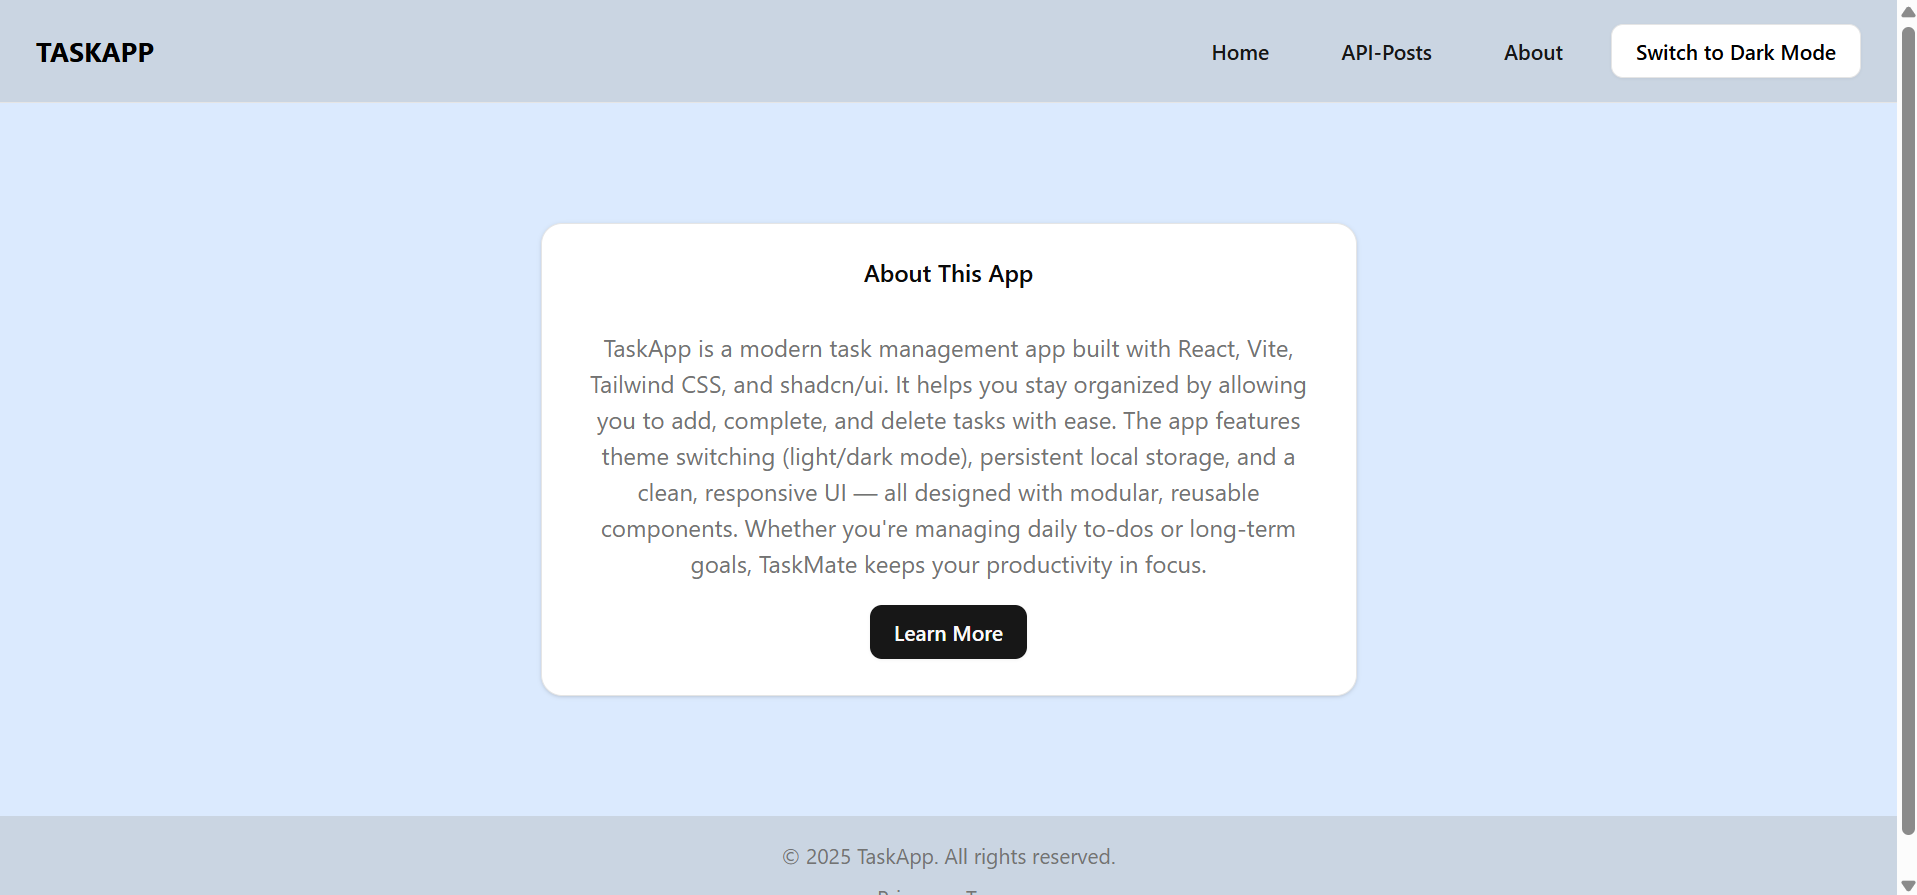 TASKAPP
Home
API-Posts
About
Switch to Dark Mode
About This App
TaskApp is a modern task management app built with React, Vite,
Tailwind CSS, and shadcn/ui. It helps you stay organized by allowing
you to add, complete, and delete tasks with ease. The app features
theme switching (light/dark mode), persistent local storage, and a
clean, responsive UI — all designed with modular, reusable
components. Whether you're managing daily to-dos or long-term
goals, TaskMate keeps your productivity in focus.
Learn More
© 2025 TaskApp. All rights reserved.